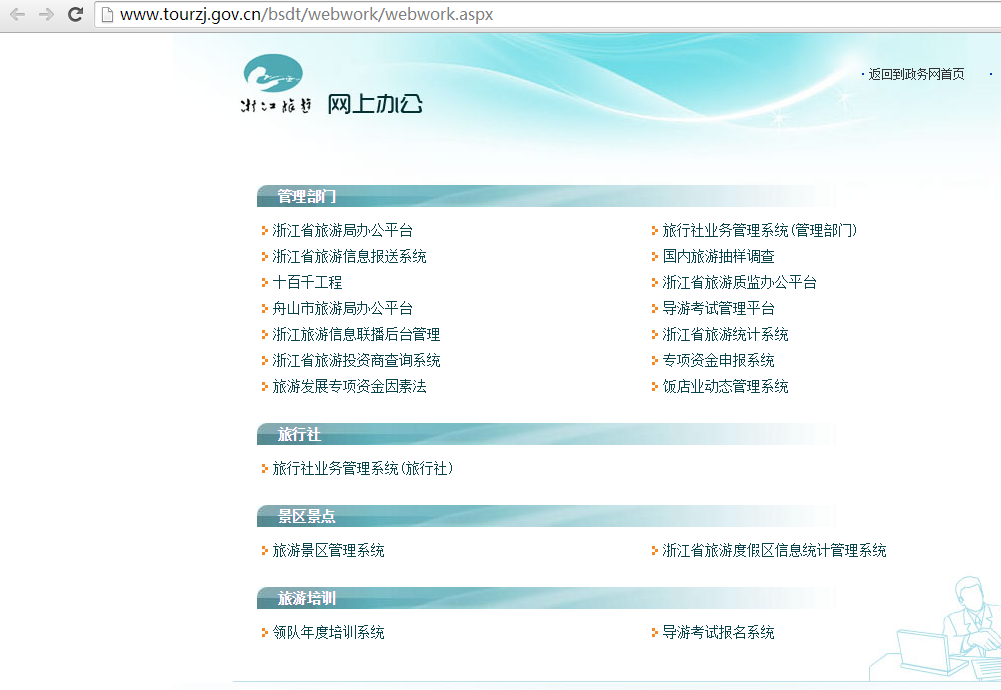 www.tourzj.gov.cn/bsdt/webwork/webwork.aspx
· 返回到政务网首页 ·
浙江旅游 网上办公
管理部门
浙江省旅游局办公平台 旅行社业务管理系统(管理部门)
浙江省旅游信息报送系统 国内旅游抽样调查
十百千工程 浙江省旅游质监办公平台
舟山市旅游局办公平台 导游考试管理平台
浙江旅游信息联播后台管理 浙江省旅游统计系统
浙江省旅游投资商查询系统 专项资金申报系统
旅游发展专项资金因素法 饭店业动态管理系统
旅行社
旅行社业务管理系统(旅行社)
景区景点
旅游景区管理系统 浙江省旅游度假区信息统计管理系统
旅游培训
领队年度培训系统 导游考试报名系统